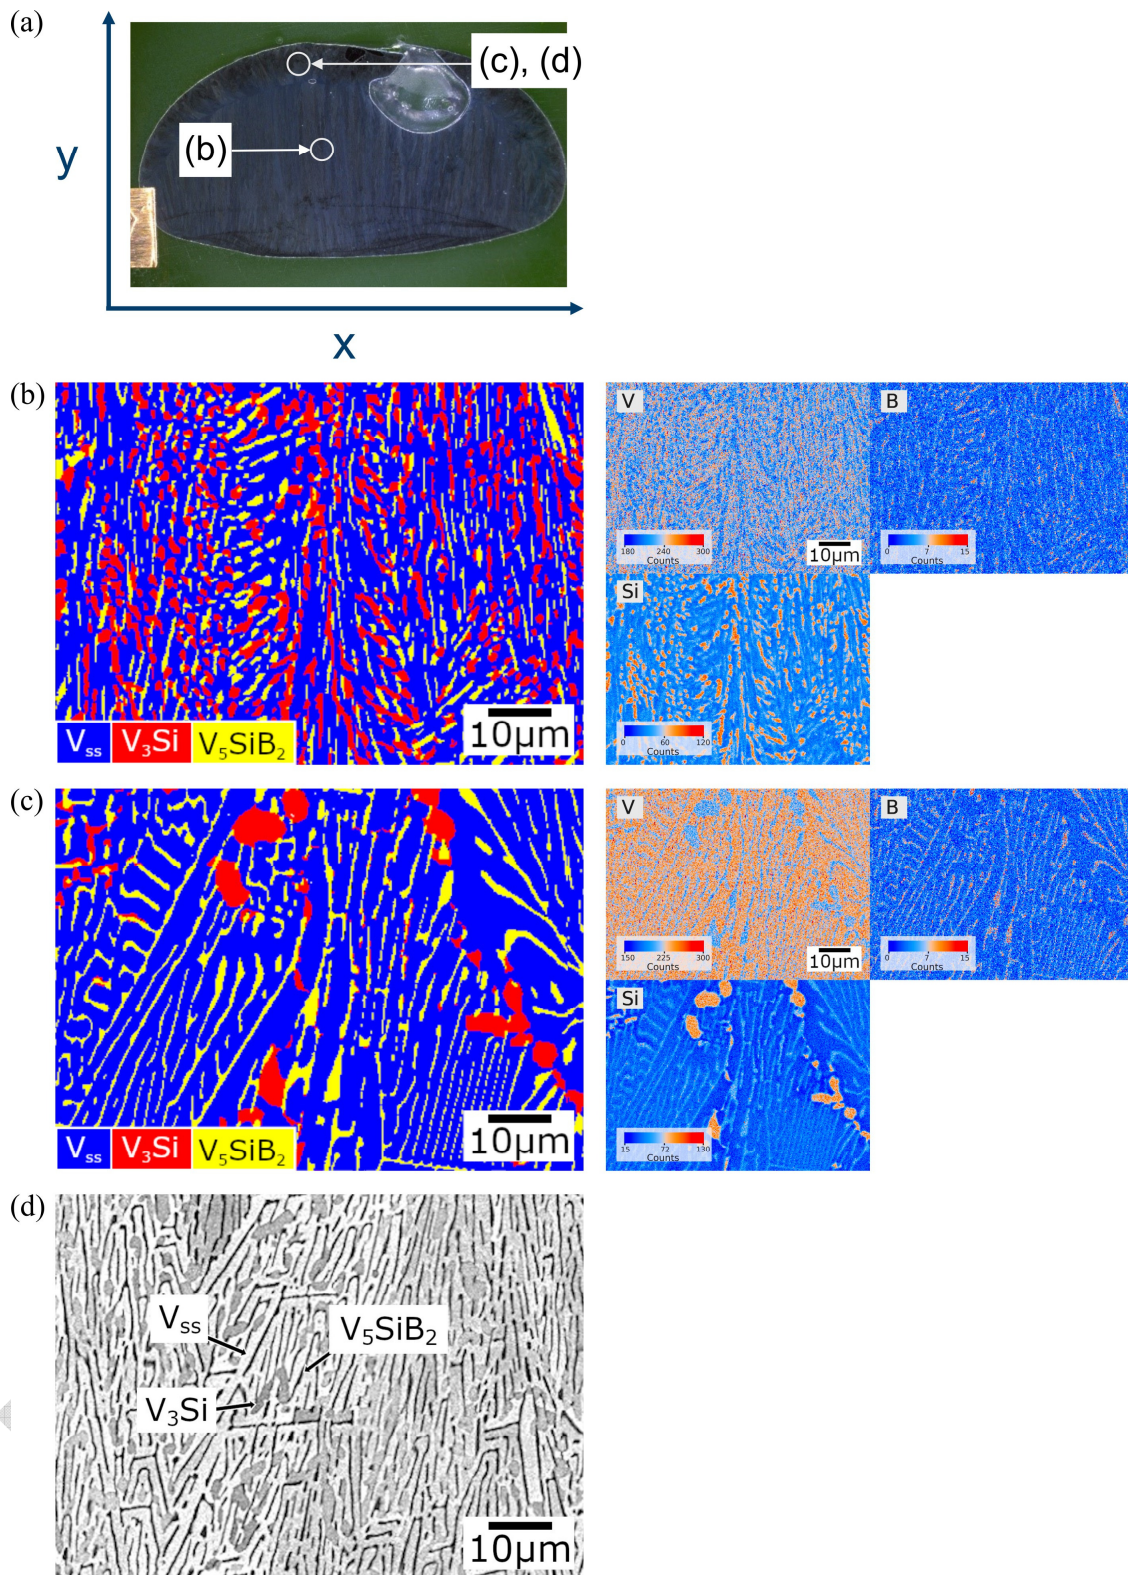 (a)
(c), (d)
(b)
y
x
(b)
Vss V3Si V5SiB2
10μm
V
180 240 300
Counts
10μm
B
0 7 15
Counts
Si
0 60 120
Counts
(c)
Vss V3Si V5SiB2
10μm
V
150 225 300
Counts
10μm
B
0 7 15
Counts
Si
15 72 130
Counts
(d)
Vss
V5SiB2
V3Si
10μm